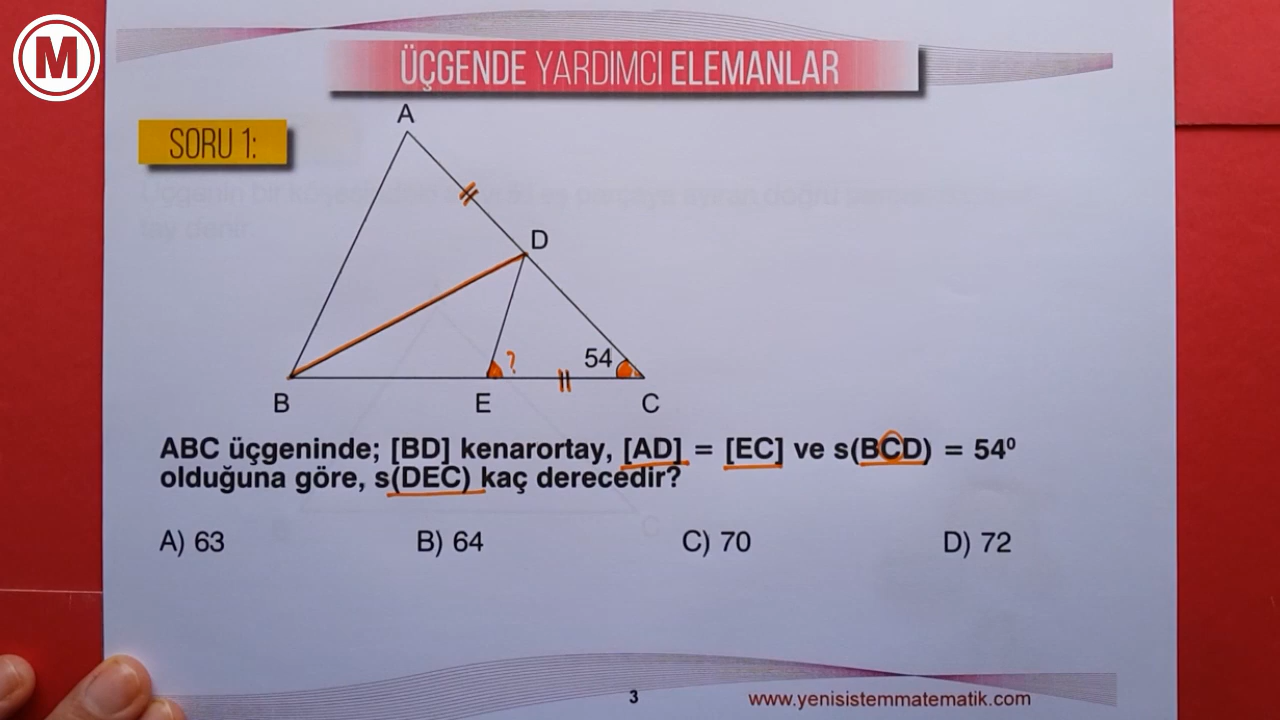 M
ÜÇGENDE YARDIMCI ELEMANLAR
SORU 1:
A
D
?
54
B
E
C
ABC üçgeninde; [BD] kenarortay, [AD] = [EC] ve s(BCD) = 54⁰
olduğuna göre, s(DEC) kaç derecedir?
A) 63 B) 64 C) 70 D) 72
3
www.yenisistemmatematik.com